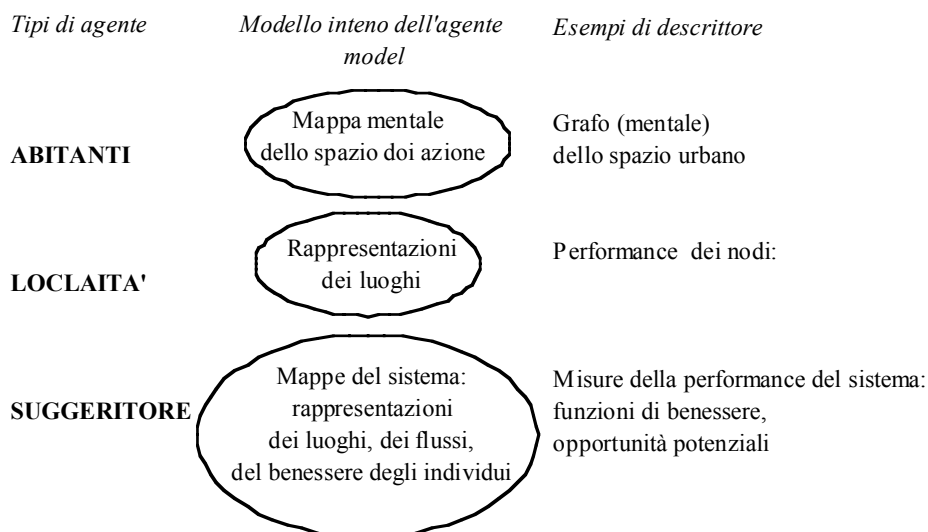 Tipi di agente
Modello inteno dell'agente
model
Esempi di descrittore
ABITANTI
Mappa mentale
dello spazio doi azione
Grafo (mentale)
dello spazio urbano
LOCLAITA'
Rappresentazioni
dei luoghi
Performance dei nodi:
SUGGERITORE
Mappe del sistema:
rappresentazioni
dei luoghi, dei flussi,
del benessere degli individui
Misure della performance del sistema:
funzioni di benessere,
opportunità potenziali